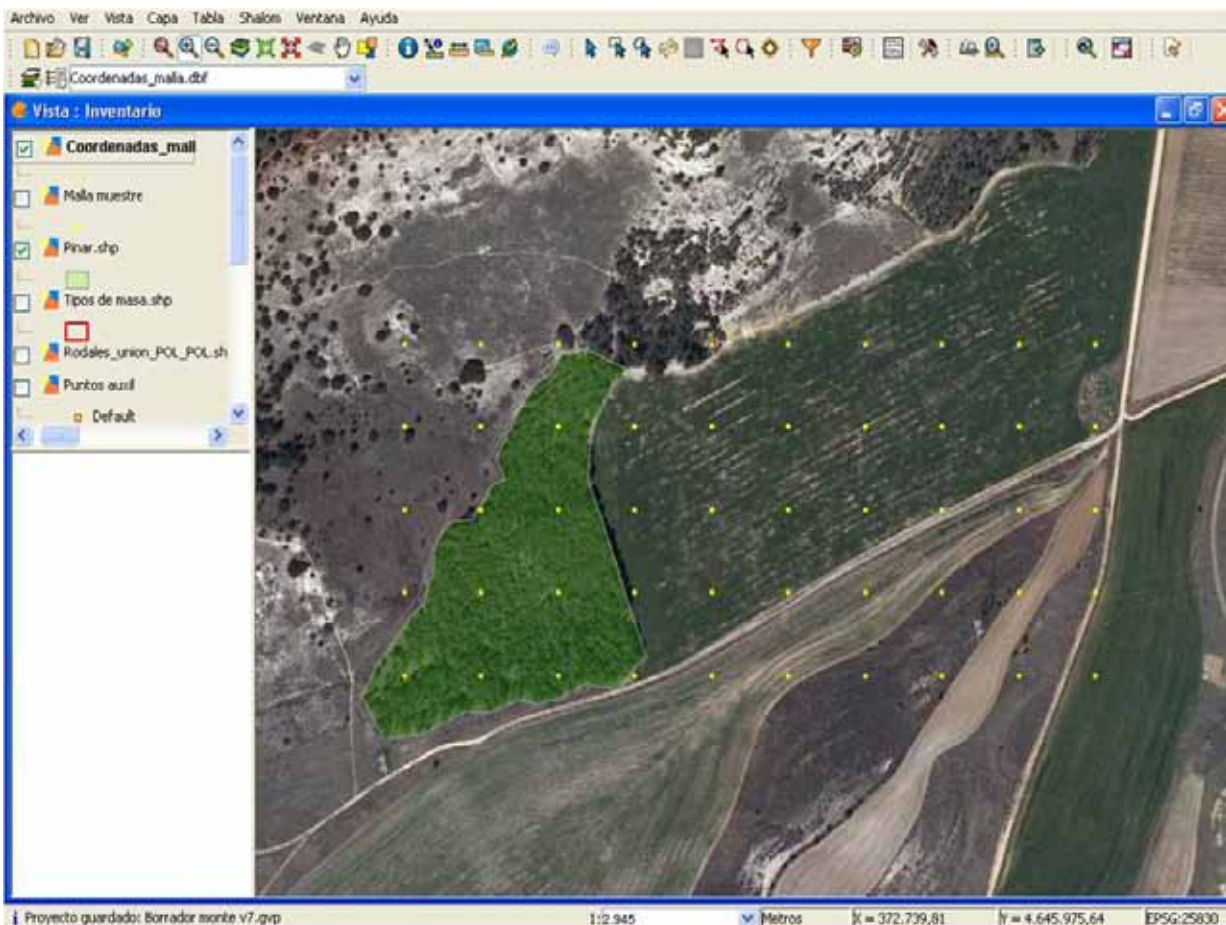 Archivo Ver Vista Capa Tabla Shalom Ventana Ayuda
Coordenadas_malla.dbf
Vista : Inventario
Coordenadas_mall
Malla muestre
Pinar.shp
Tipos de masa.shp
Rodales_union_POL_POL.sh
Puntos auxil
Default
Proyecto guardado: Borrador monte v7.gvp 1:2.945 Metros X = 372.739,81 Y = 4.645.975,64 EPSG:25830